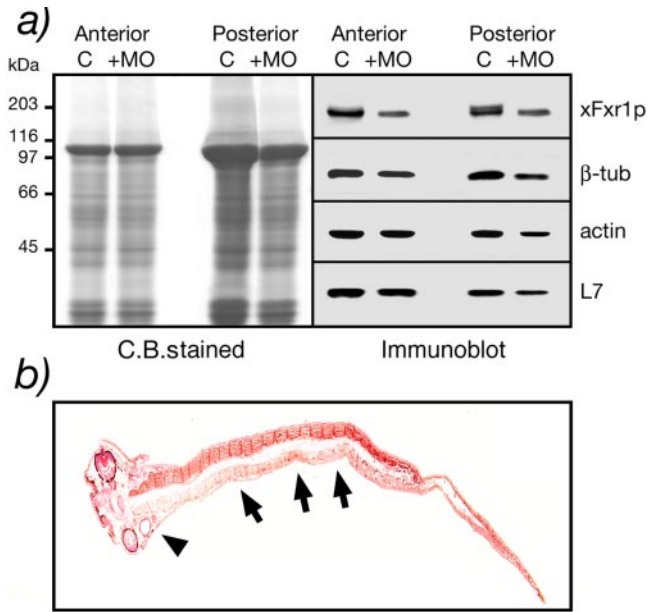 a)
Anterior Posterior Anterior Posterior
kDa C +MO C +MO C +MO C +MO
203
116
97
66
45
xFxr1p
β-tub
actin
L7
C.B.stained Immunoblot
b)